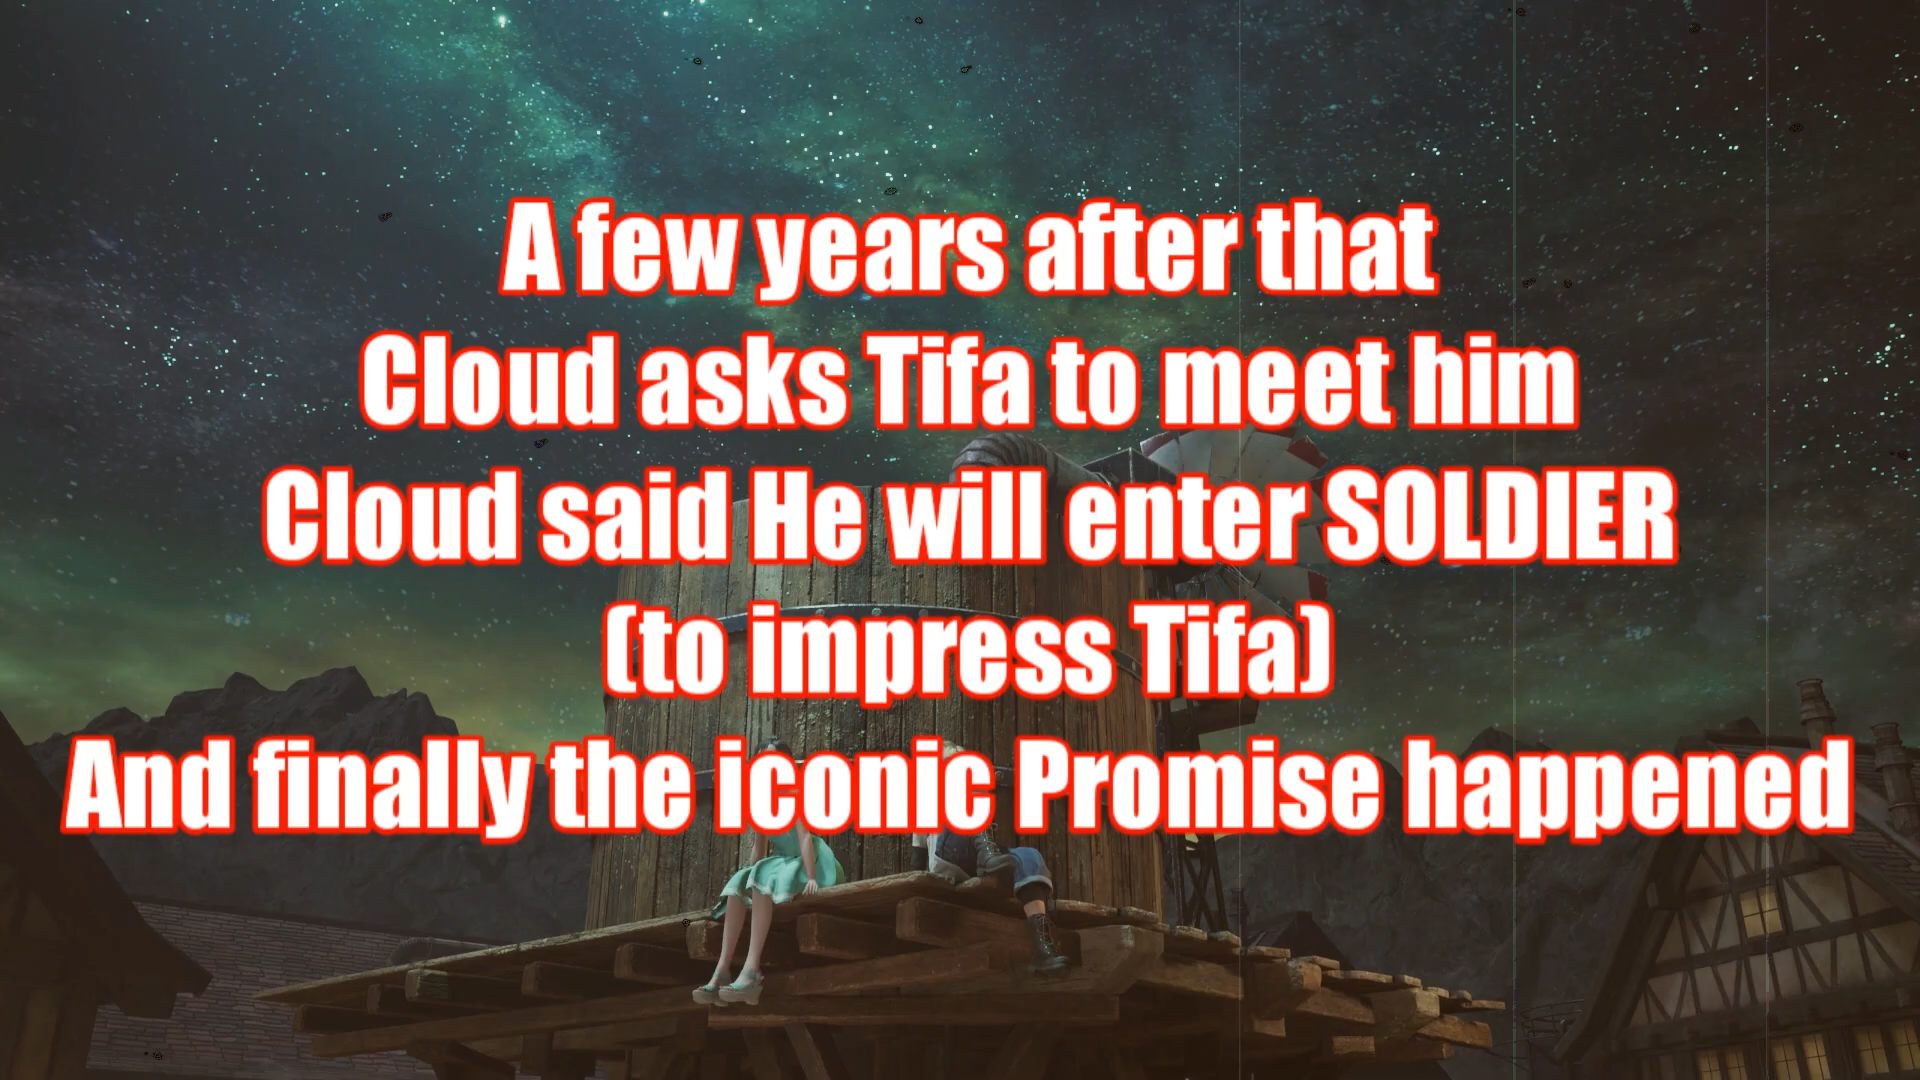 A few years after that
Cloud asks Tifa to meet him
Cloud said He will enter SOLDIER
(to impress Tifa)
And finally the iconic Promise happened